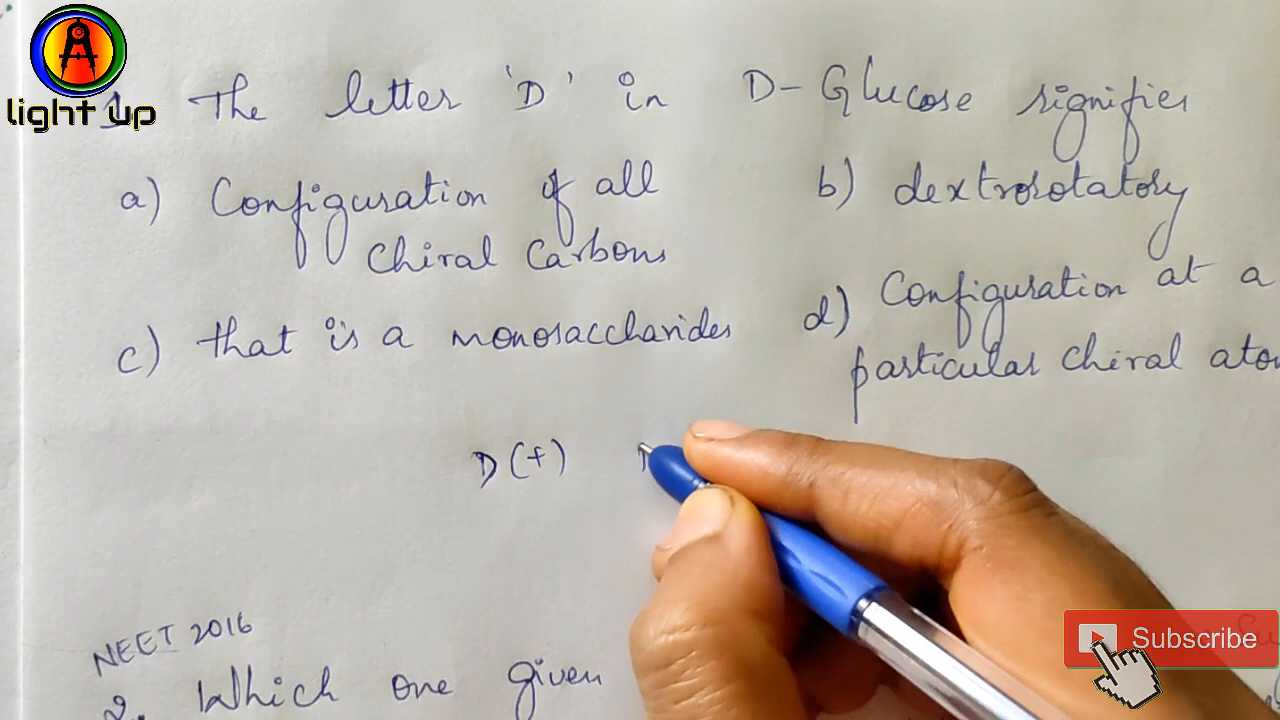 light up
1. The letter 'D' in D-Glucose signifies
a) Configuration of all
chiral carbons
b) dextrorotatory
c) that is a monosaccharides
d) Configuration at a
particular chiral
D(+)
NEET 2016
2. Which one given
Subscribe